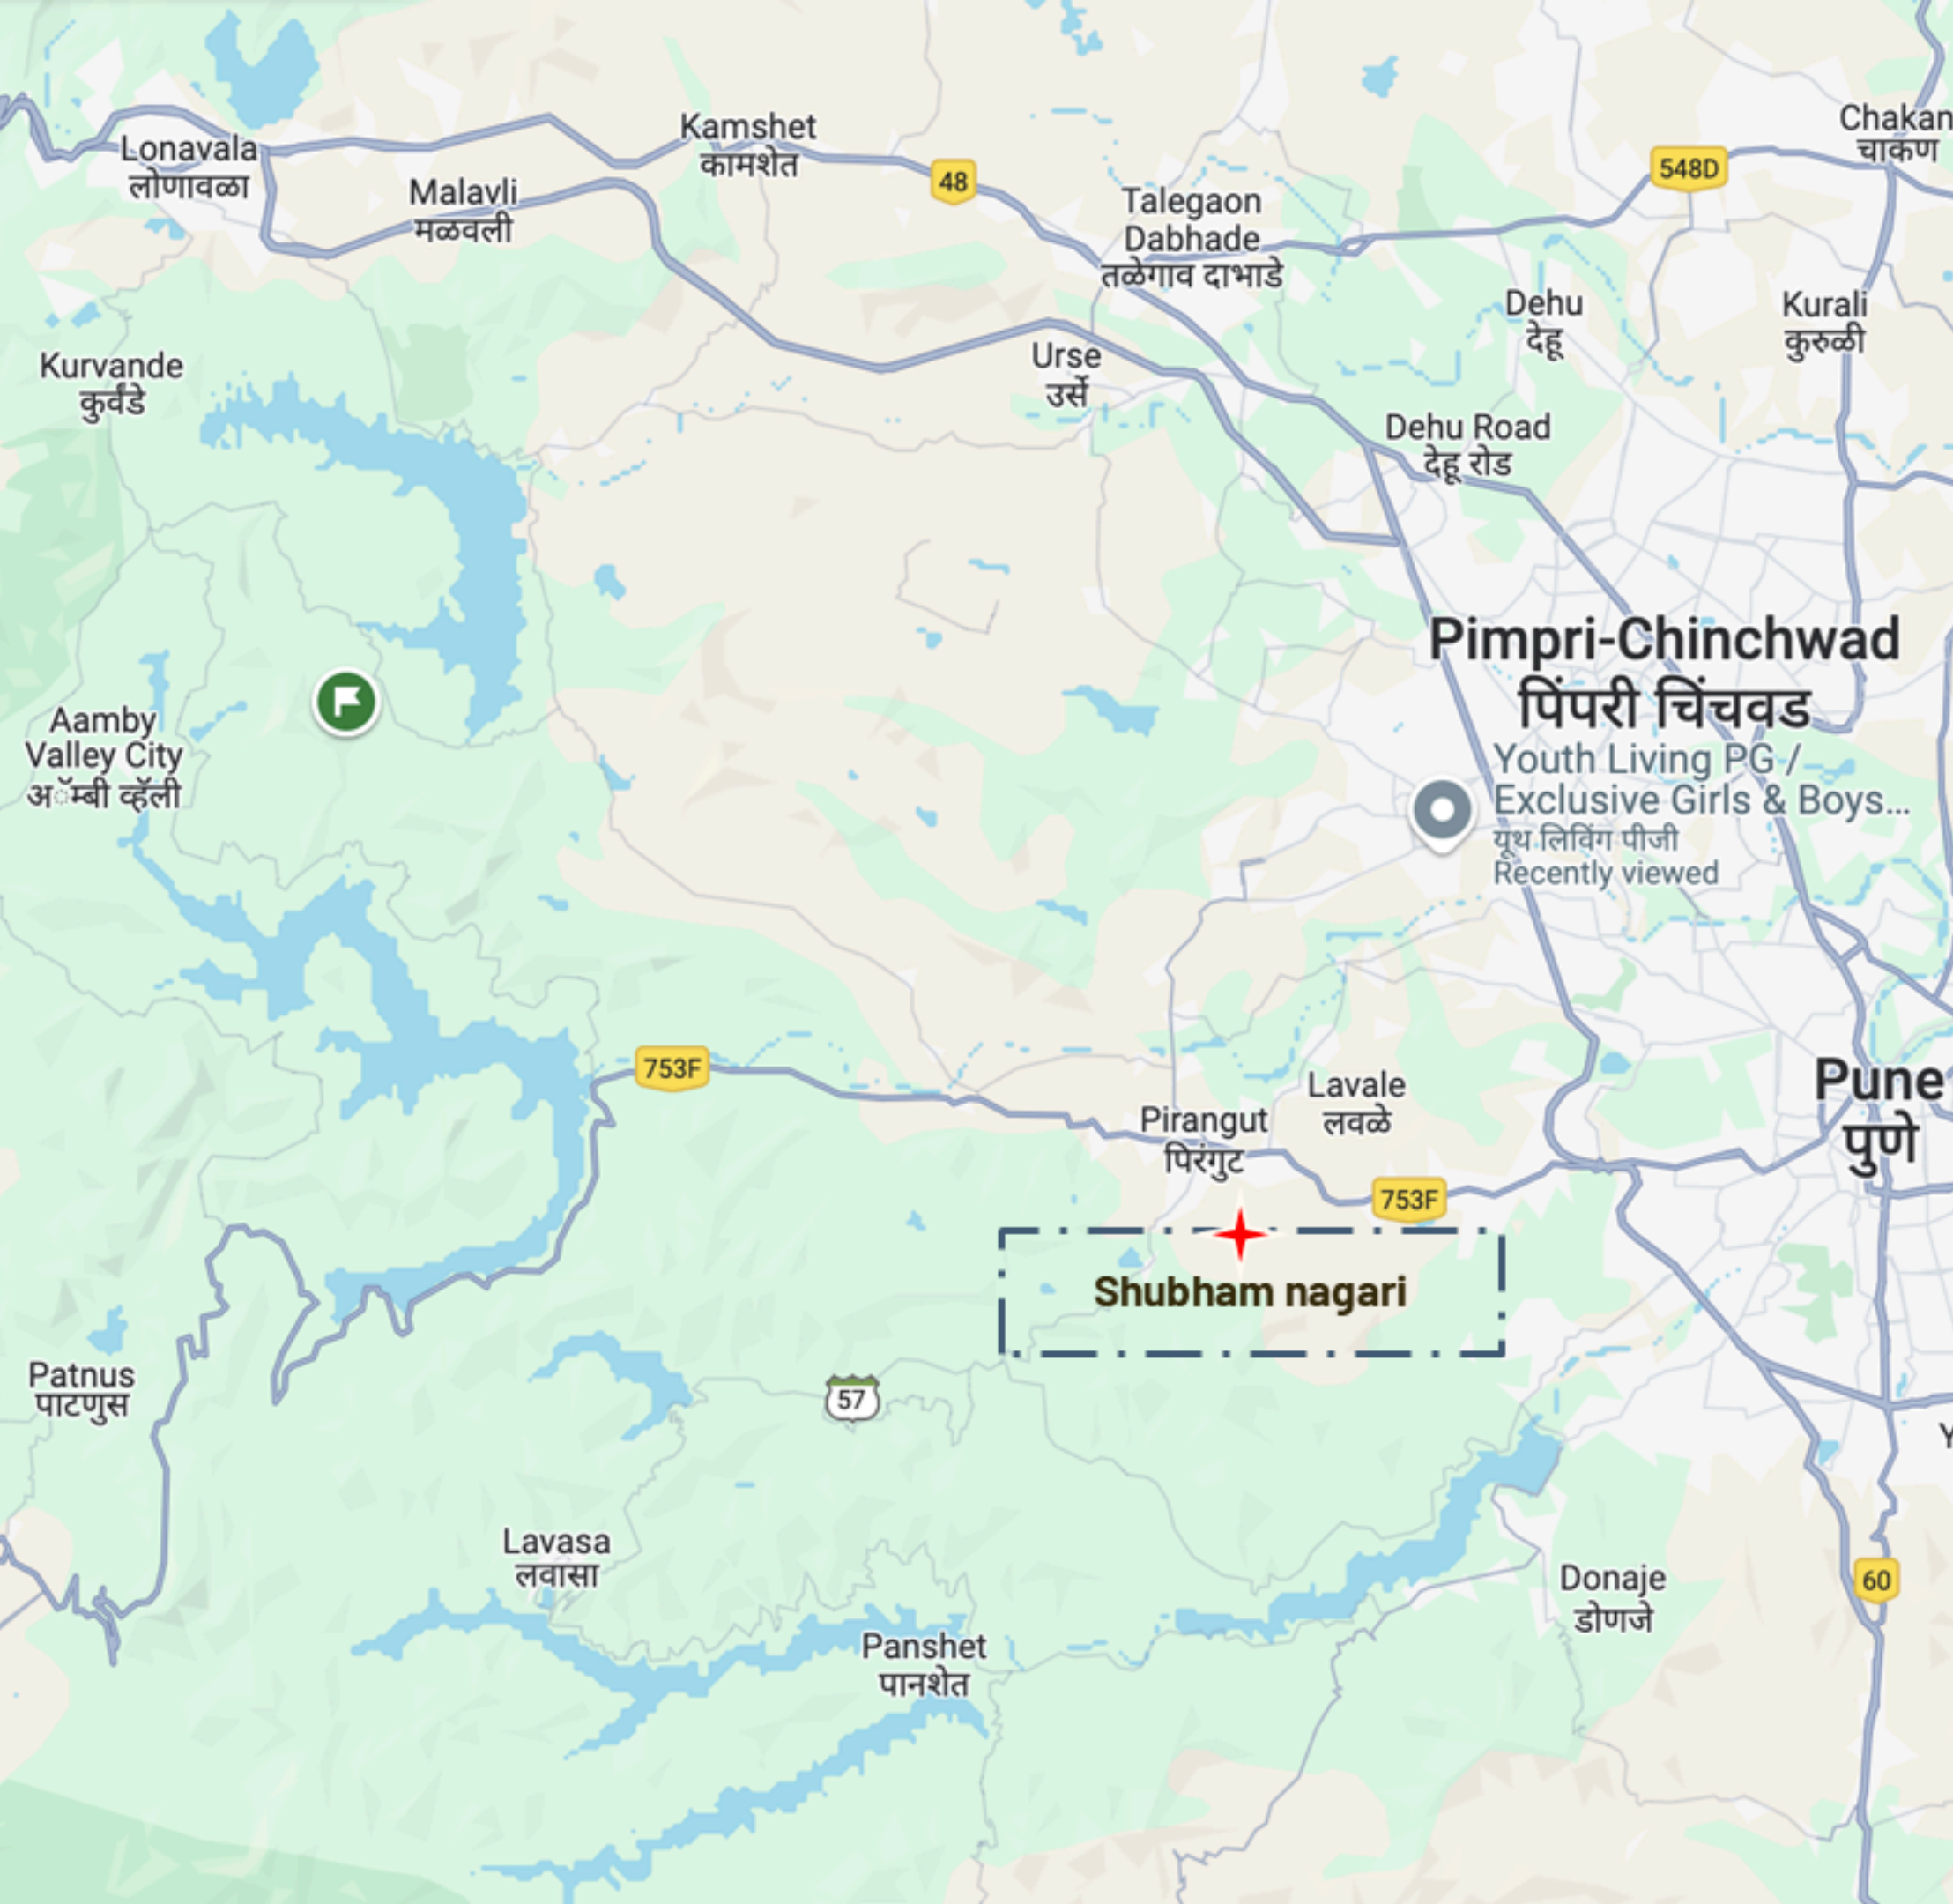 Chakan
चाकण
Kamshet
कामशेत
Lonavala
लोणावळा
548D
48
Malavli
मळवली
Talegaon
Dabhade
तळेगाव दाभाडे
Dehu
देहू
Kurali
कुरुळी
Urse
उर्से
Kurvande
कुर्वंडे
Dehu Road
देहू रोड
Pimpri-Chinchwad
पिंपरी चिंचवड
Aamby
Valley City
अॅम्बी व्हॅली
Youth Living PG /
Exclusive Girls & Boys...
यूथ लिविंग पीजी
Recently viewed
753F
Pune
पुणे
Lavale
लवळे
Pirangut
पिरंगुट
753F
Shubham nagari
Patnus
पाटणुस
57
Y
Lavasa
लवासा
Donaje
डोणजे
60
Panshet
पानशेत